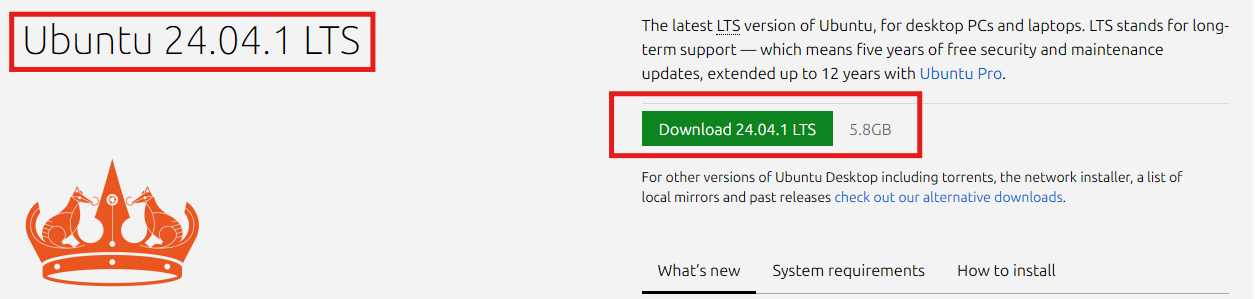 Ubuntu 24.04.1 LTS
The latest LTS version of Ubuntu, for desktop PCs and laptops. LTS stands for long-
term support — which means five years of free security and maintenance
updates, extended up to 12 years with Ubuntu Pro.
Download 24.04.1 LTS 5.8GB
For other versions of Ubuntu Desktop including torrents, the network installer, a list of
local mirrors and past releases check out our alternative downloads.
What's new System requirements How to install